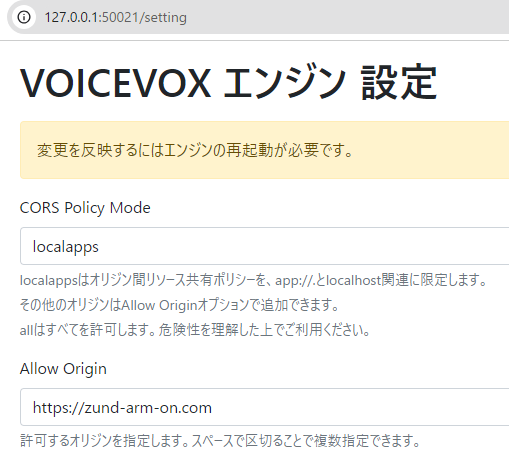 127.0.0.1:50021/setting
VOICEVOX エンジン 設定
変更を反映するにはエンジンの再起動が必要です。
CORS Policy Mode
localapps
localappsはオリジン間リソース共有ポリシーを、app://.とlocalhost関連に限定します。
その他のオリジンはAllow Originオプションで追加できます。
allはすべてを許可します。危険性を理解した上でご利用ください。
Allow Origin
https://zund-arm-on.com
許可するオリジンを指定します。スペースで区切ることで複数指定できます。